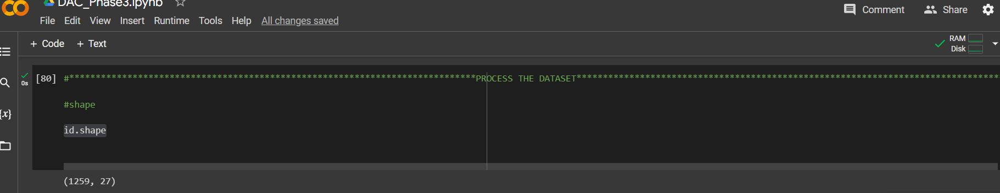 DAC_Phase3.ipynb
File Edit View Insert Runtime Tools Help All changes saved
Comment Share
+ Code + Text
RAM
Disk
0s
[80] #*****************************************************************************PROCESS THE DATASET********************************************************************************
#shape
{x}
id.shape
(1259, 27)